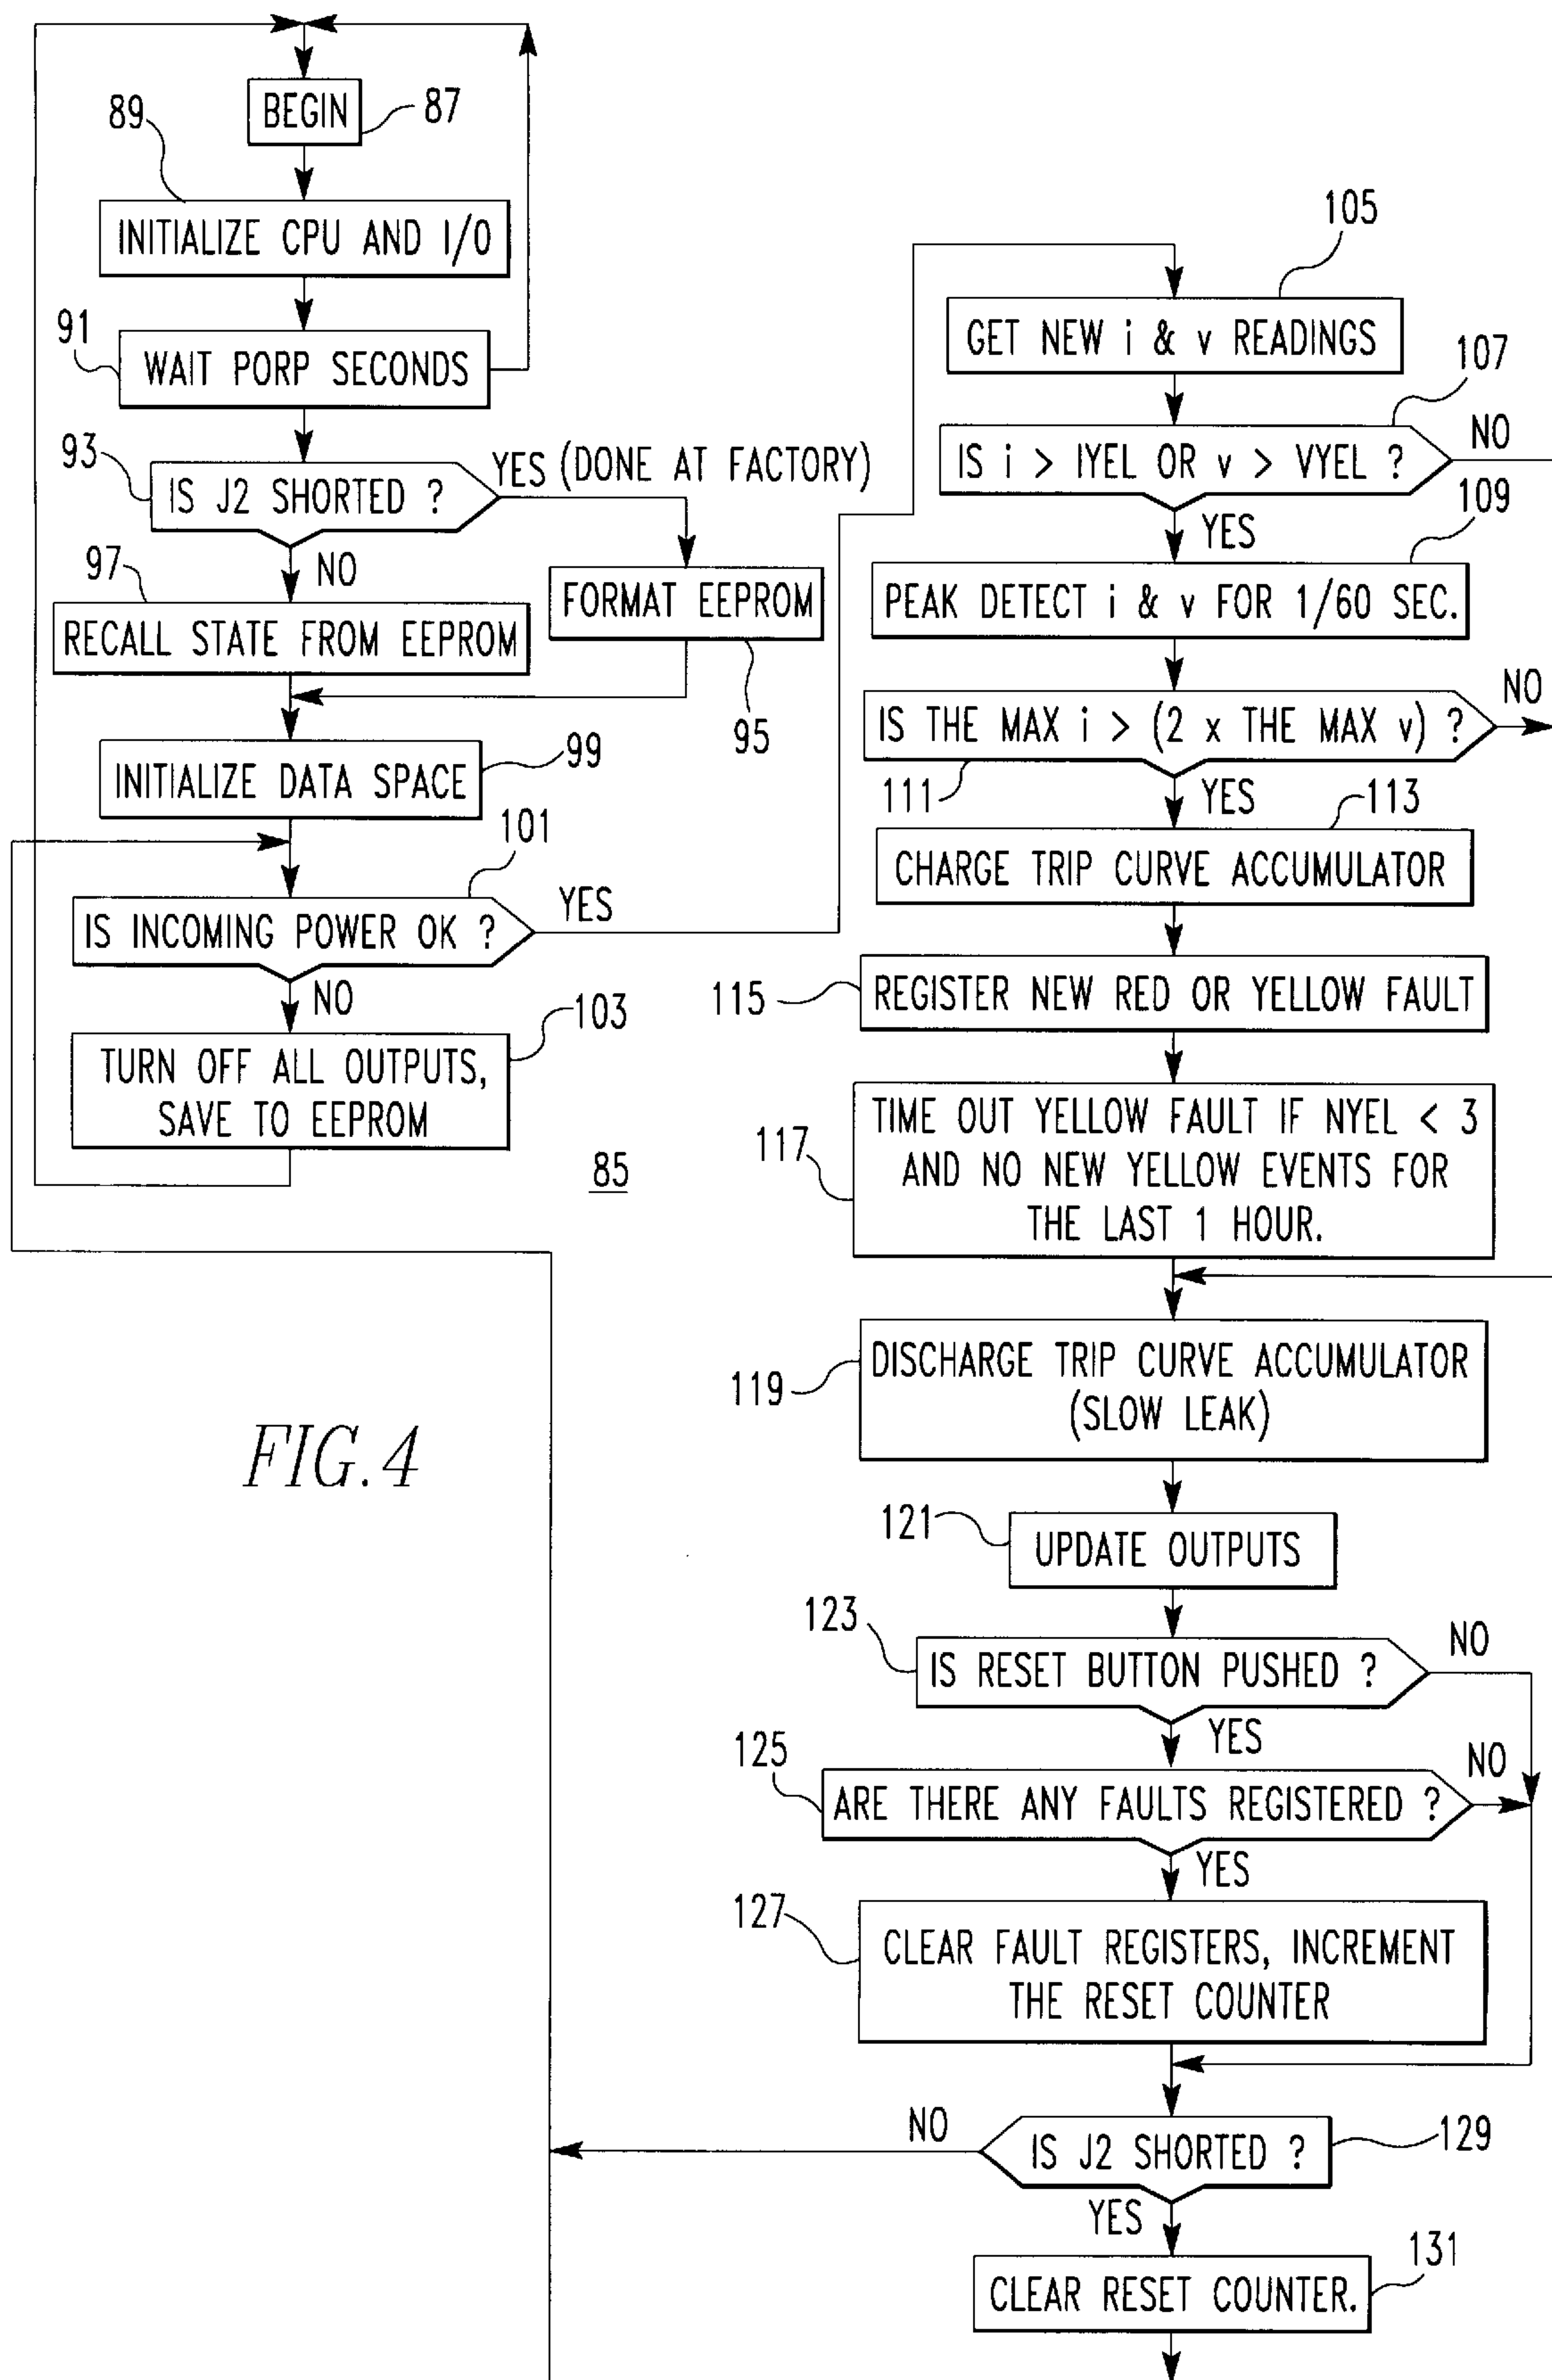 BEGIN
87
89
INITIALIZE CPU AND I/O
91
WAIT PORP SECONDS
93
IS J2 SHORTED ?
YES (DONE AT FACTORY)
NO
97
RECALL STATE FROM EEPROM
FORMAT EEPROM
95
INITIALIZE DATA SPACE
99
101
IS INCOMING POWER OK ?
YES
NO
103
TURN OFF ALL OUTPUTS,
SAVE TO EEPROM
85
FIG. 4
105
GET NEW i & v READINGS
107
IS i > IYEL OR v > VYEL ?
NO
YES
109
PEAK DETECT i & v FOR 1/60 SEC.
IS THE MAX i > (2 x THE MAX v) ?
NO
111
YES
113
CHARGE TRIP CURVE ACCUMULATOR
115
REGISTER NEW RED OR YELLOW FAULT
117
TIME OUT YELLOW FAULT IF NYEL < 3
AND NO NEW YELLOW EVENTS FOR
THE LAST 1 HOUR.
119
DISCHARGE TRIP CURVE ACCUMULATOR
(SLOW LEAK)
121
UPDATE OUTPUTS
123
IS RESET BUTTON PUSHED ?
NO
YES
125
ARE THERE ANY FAULTS REGISTERED ?
NO
YES
127
CLEAR FAULT REGISTERS, INCREMENT
THE RESET COUNTER
NO
IS J2 SHORTED ?
129
YES
131
CLEAR RESET COUNTER.